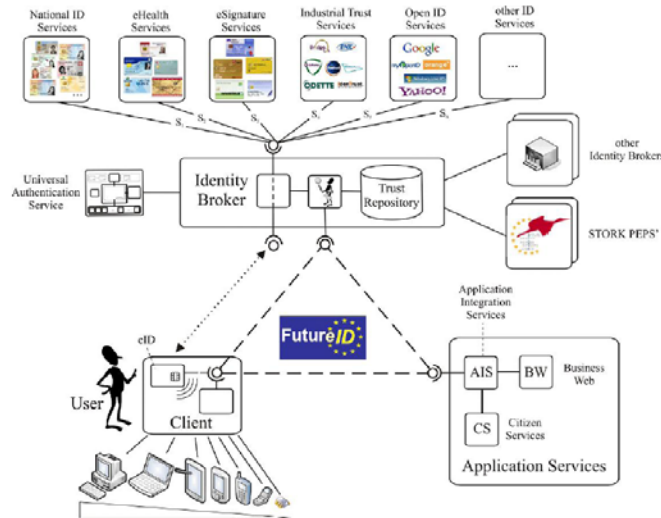 National ID
Services
eHealth
Services
eSignature
Services
Industrial Trust
Services
Open ID
Services
other ID
Services
Google
ODETTE
YAHOO!
...
Universal
Authentication
Service
Identity
Broker
Trust
Repository
other
Identity Brokers
STORK PEPS'
Application
Integration
Services
FutureID
eID
User
Client
AIS
BW
Business
Web
CS
Citizen
Services
Application Services